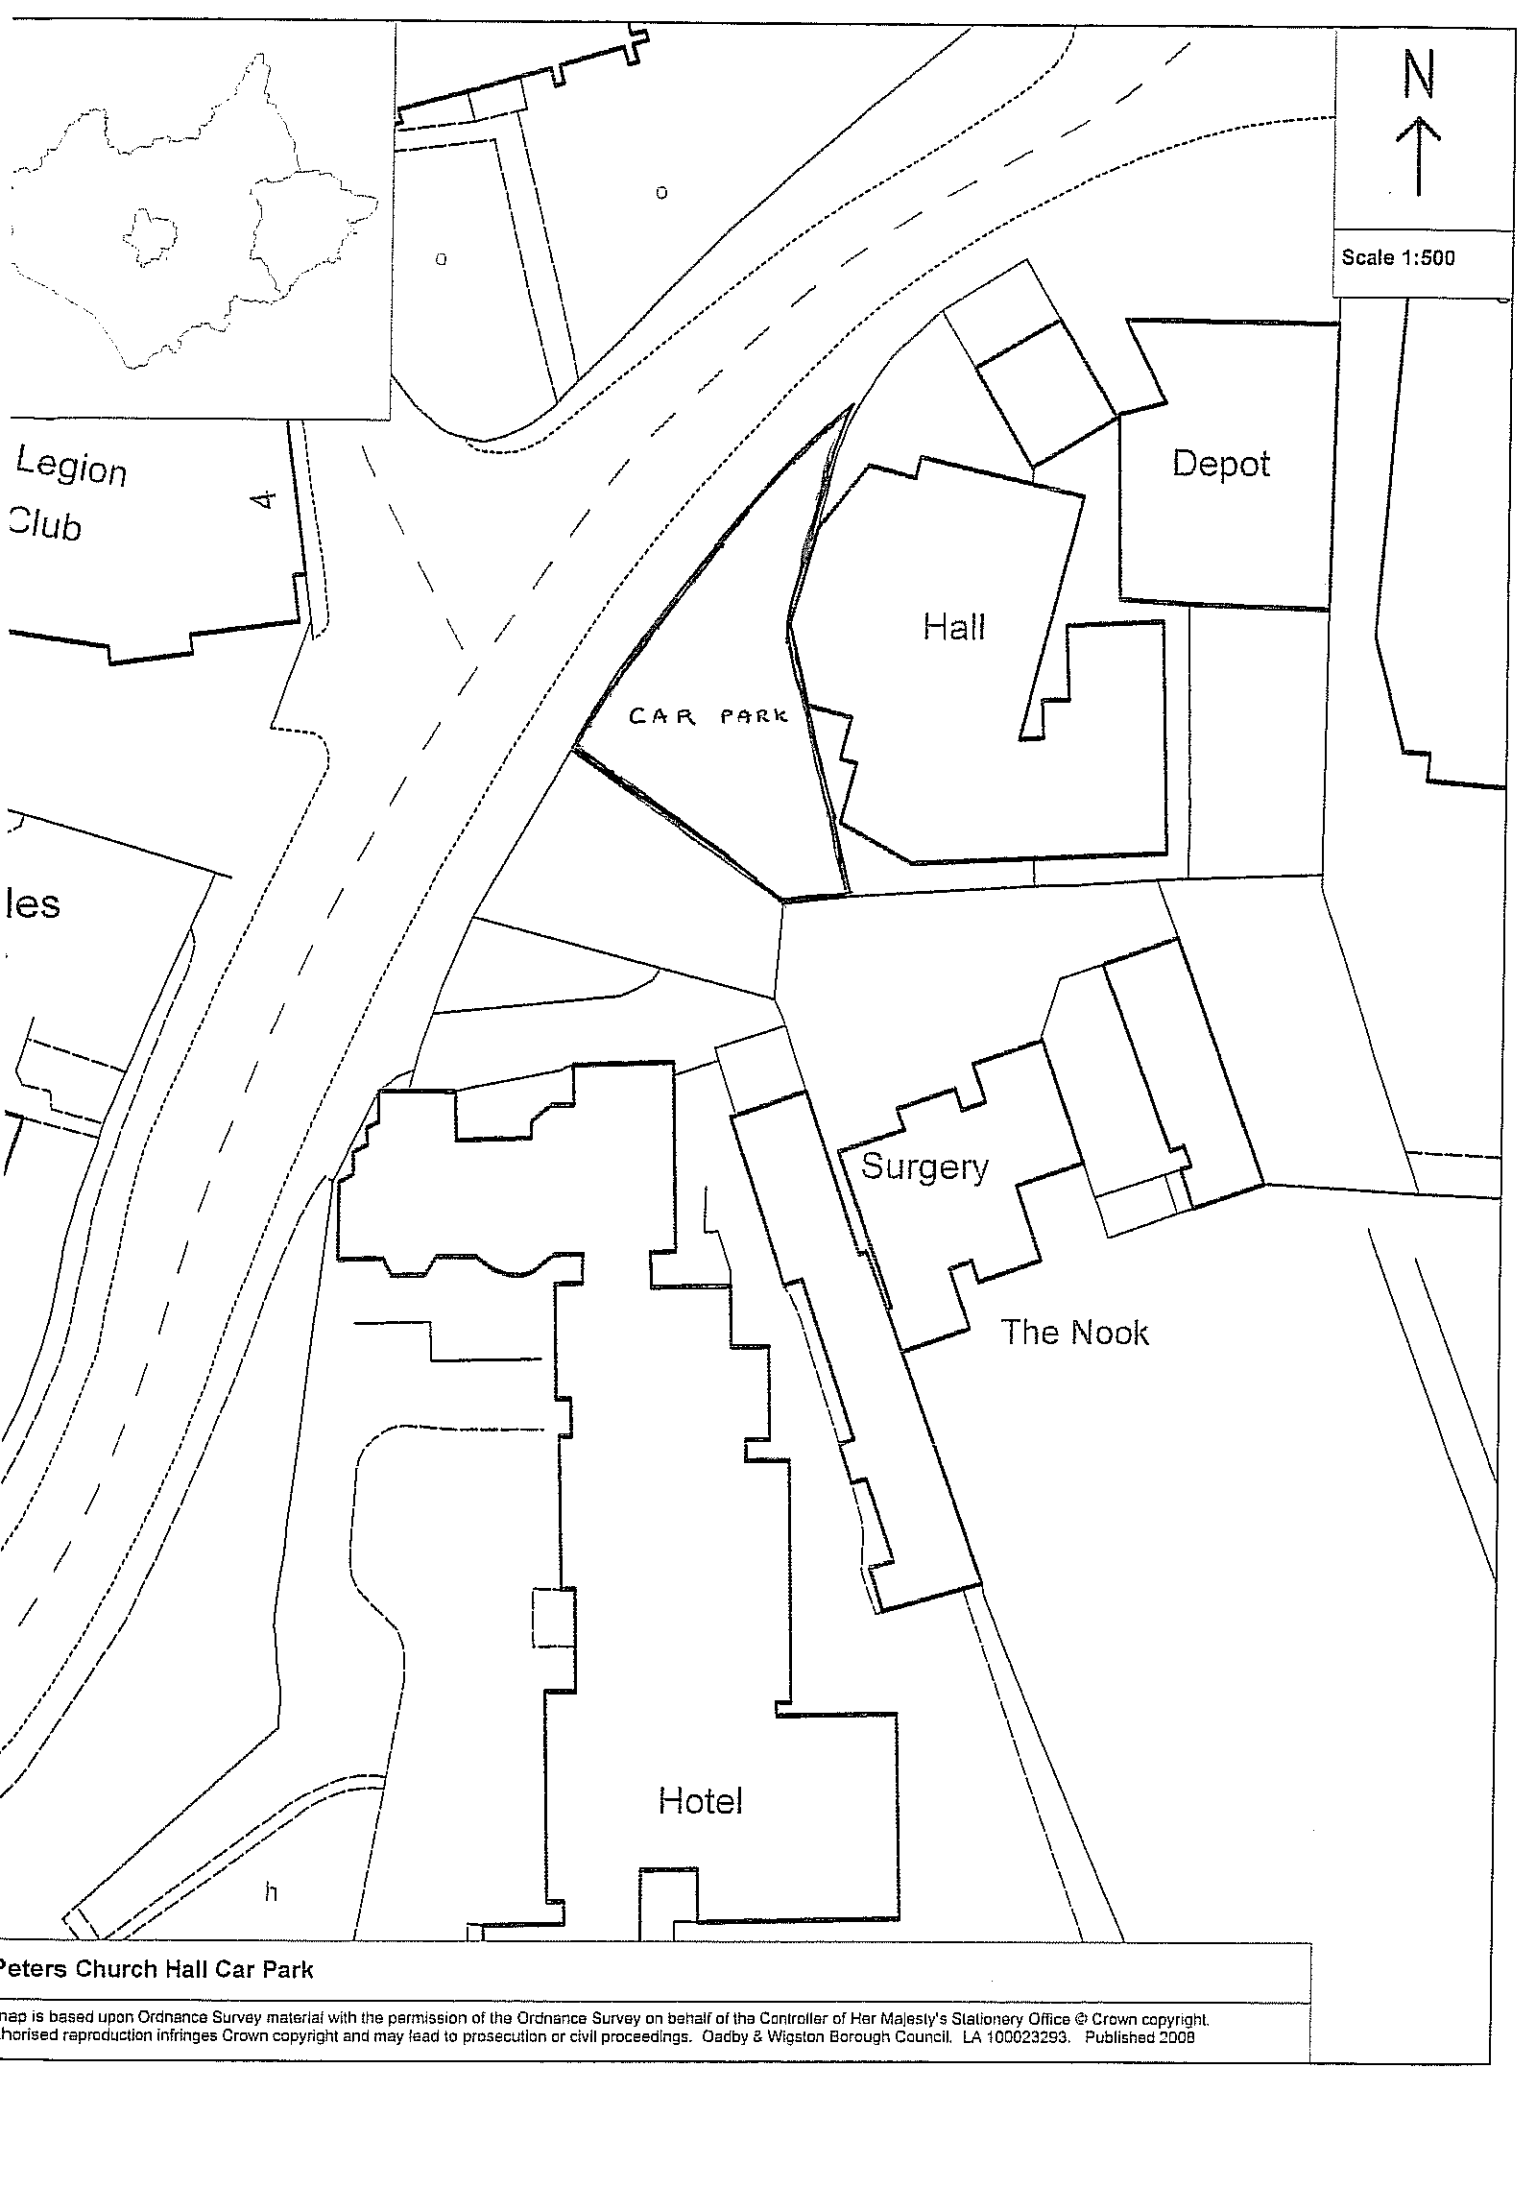 N
Scale 1:500
Legion
Club
4
Depot
Hall
CAR PARK
les
Surgery
The Nook
Hotel
Peters Church Hall Car Park
map is based upon Ordnance Survey material with the permission of the Ordnance Survey on behalf of the Controller of Her Majesty's Stationery Office © Crown copyright.
horised reproduction infringes Crown copyright and may lead to prosecution or civil proceedings. Oadby & Wigston Borough Council. LA 100023293. Published 2008